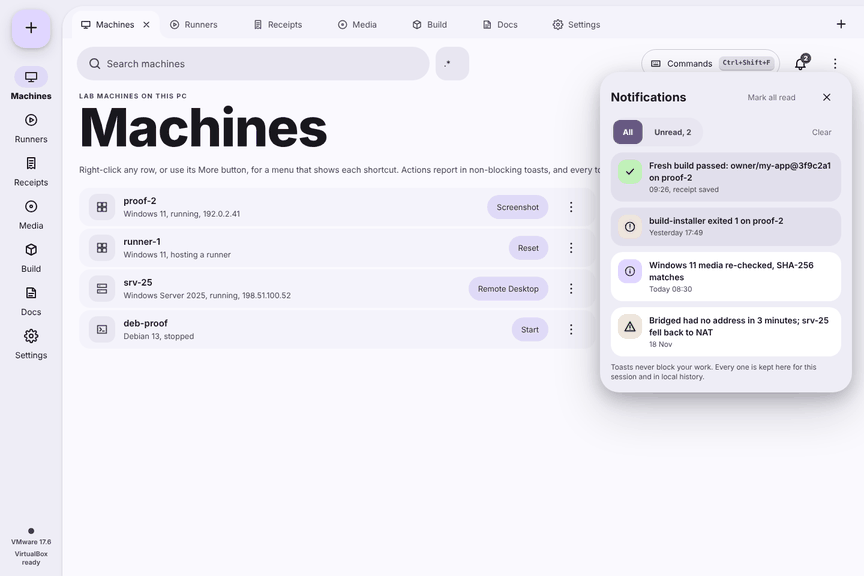 Machines
Runners
Receipts
Media
Build
Docs
Settings
Machines
Runners
Receipts
Media
Build
Docs
Settings
VMware 17.6
VirtualBox
ready
Search machines
.*
Commands
Ctrl+Shift+F
2
LAB MACHINES ON THIS PC
Machines
Right-click any row, or use its More button, for a menu that shows each shortcut. Actions report in non-blocking toasts, and every to
proof-2
Windows 11, running, 192.0.2.41
Screenshot
runner-1
Windows 11, hosting a runner
Reset
srv-25
Windows Server 2025, running, 198.51.100.52
Remote Desktop
deb-proof
Debian 13, stopped
Start
Notifications
Mark all read
All
Unread, 2
Clear
Fresh build passed: owner/my-app@3f9c2a1
on proof-2
09:26, receipt saved
build-installer exited 1 on proof-2
Yesterday 17:49
Windows 11 media re-checked, SHA-256
matches
Today 08:30
Bridged had no address in 3 minutes; srv-25
fell back to NAT
18 Nov
Toasts never block your work. Every one is kept here for this
session and in local history.